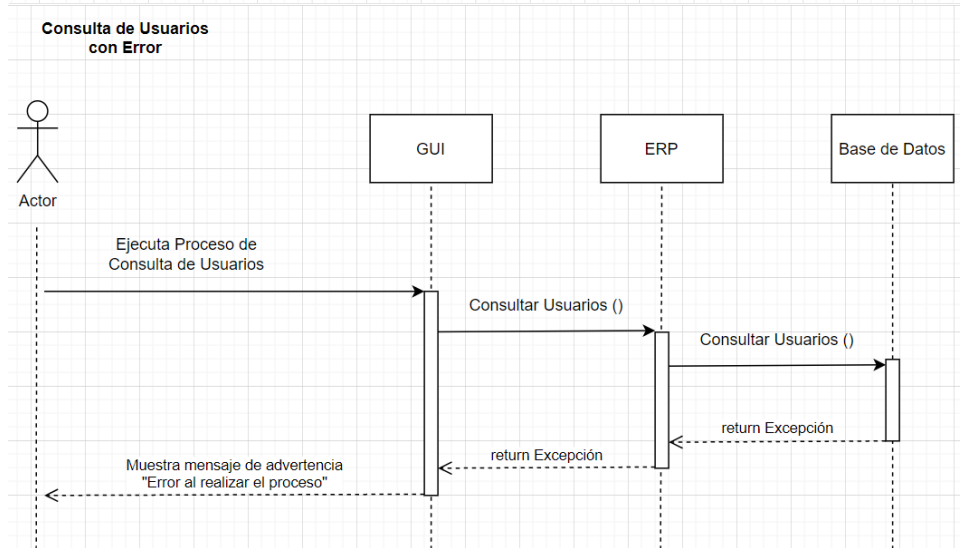 Consulta de Usuarios
con Error
Actor
GUI
ERP
Base de Datos
Ejecuta Proceso de
Consulta de Usuarios
Consultar Usuarios ()
Consultar Usuarios ()
return Excepción
return Excepción
Muestra mensaje de advertencia
"Error al realizar el proceso"